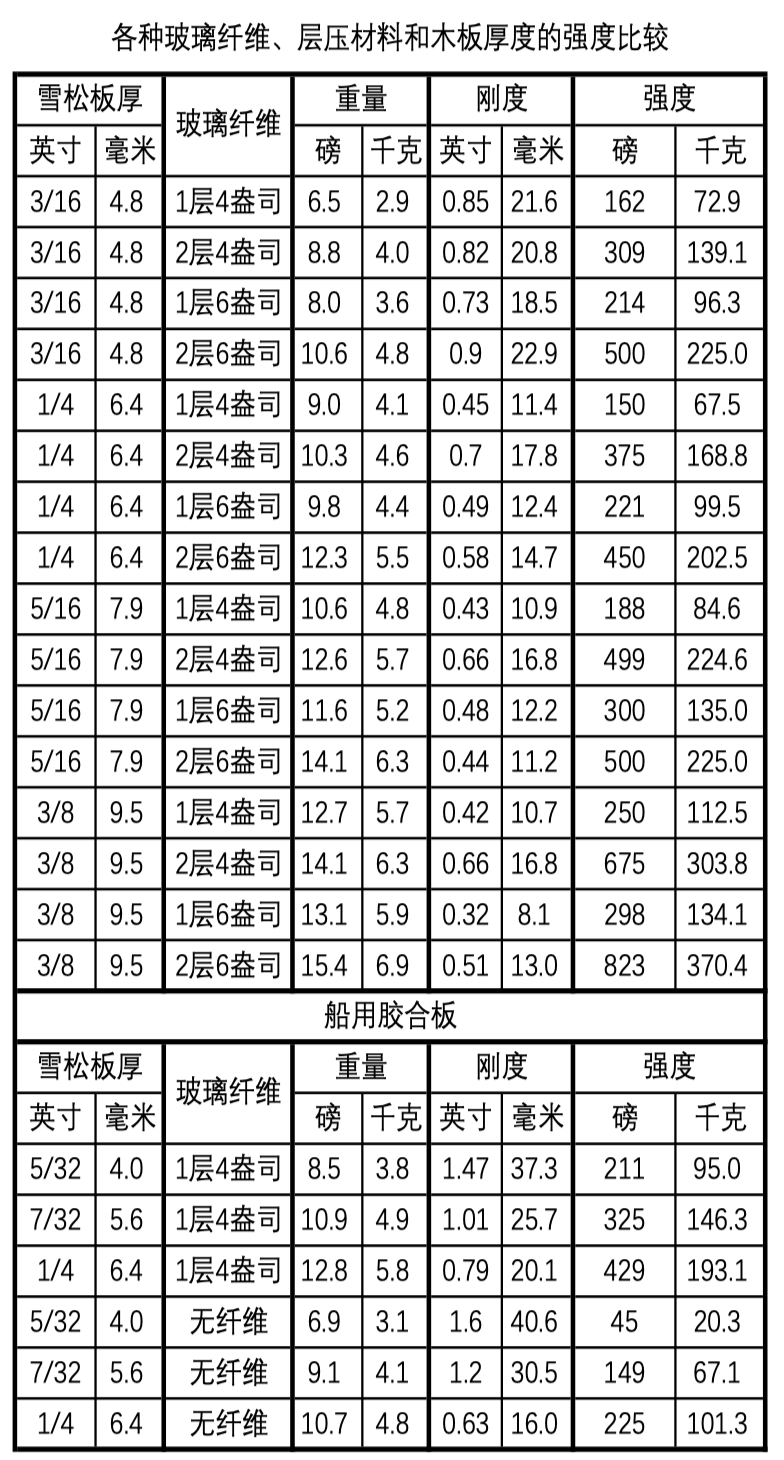 各种玻璃纤维、层压材料和木板厚度的强度比较
雪松板厚 玻璃纤维 重量 刚度 强度
英寸 毫米 磅 千克 英寸 毫米 磅 千克
3/16 4.8 1层4盎司 6.5 2.9 0.85 21.6 162 72.9
3/16 4.8 2层4盎司 8.8 4.0 0.82 20.8 309 139.1
3/16 4.8 1层6盎司 8.0 3.6 0.73 18.5 214 96.3
3/16 4.8 2层6盎司 10.6 4.8 0.9 22.9 500 225.0
1/4 6.4 1层4盎司 9.0 4.1 0.45 11.4 150 67.5
1/4 6.4 2层4盎司 10.3 4.6 0.7 17.8 375 168.8
1/4 6.4 1层6盎司 9.8 4.4 0.49 12.4 221 99.5
1/4 6.4 2层6盎司 12.3 5.5 0.58 14.7 450 202.5
5/16 7.9 1层4盎司 10.6 4.8 0.43 10.9 188 84.6
5/16 7.9 2层4盎司 12.6 5.7 0.66 16.8 499 224.6
5/16 7.9 1层6盎司 11.6 5.2 0.48 12.2 300 135.0
5/16 7.9 2层6盎司 14.1 6.3 0.44 11.2 500 225.0
3/8 9.5 1层4盎司 12.7 5.7 0.42 10.7 250 112.5
3/8 9.5 2层4盎司 14.1 6.3 0.66 16.8 675 303.8
3/8 9.5 1层6盎司 13.1 5.9 0.32 8.1 298 134.1
3/8 9.5 2层6盎司 15.4 6.9 0.51 13.0 823 370.4
船用胶合板
雪松板厚 玻璃纤维 重量 刚度 强度
英寸 毫米 磅 千克 英寸 毫米 磅 千克
5/32 4.0 1层4盎司 8.5 3.8 1.47 37.3 211 95.0
7/32 5.6 1层4盎司 10.9 4.9 1.01 25.7 325 146.3
1/4 6.4 1层4盎司 12.8 5.8 0.79 20.1 429 193.1
5/32 4.0 无纤维 6.9 3.1 1.6 40.6 45 20.3
7/32 5.6 无纤维 9.1 4.1 1.2 30.5 149 67.1
1/4 6.4 无纤维 10.7 4.8 0.63 16.0 225 101.3